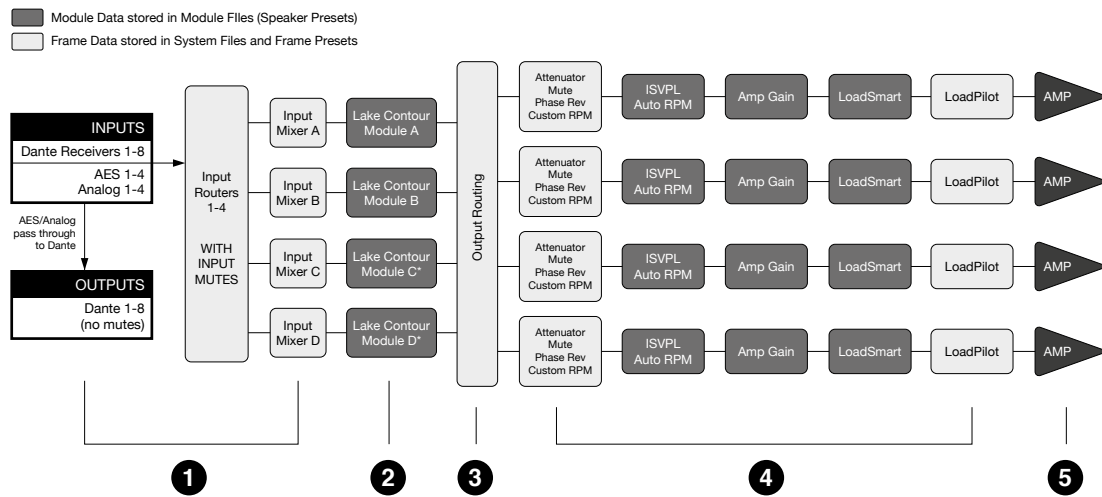 Module Data stored in Module FIles (Speaker Presets)
Frame Data stored in System Files and Frame Presets
INPUTS
Dante Receivers 1-8
AES 1-4
Analog 1-4
AES/Analog
pass through
to Dante
OUTPUTS
Dante 1-8
(no mutes)
Input
Routers
1-4
WITH
INPUT
MUTES
Input
Mixer A
Lake Contour
Module A
Input
Mixer B
Lake Contour
Module B
Input
Mixer C
Lake Contour
Module C*
Input
Mixer D
Lake Contour
Module D*
Output Routing
Attenuator
Mute
Phase Rev
Custom RPM
ISVPL
Auto RPM
Amp Gain
LoadSmart
LoadPilot
AMP
Attenuator
Mute
Phase Rev
Custom RPM
ISVPL
Auto RPM
Amp Gain
LoadSmart
LoadPilot
AMP
Attenuator
Mute
Phase Rev
Custom RPM
ISVPL
Auto RPM
Amp Gain
LoadSmart
LoadPilot
AMP
Attenuator
Mute
Phase Rev
Custom RPM
ISVPL
Auto RPM
Amp Gain
LoadSmart
LoadPilot
AMP
1
2
3
4
5